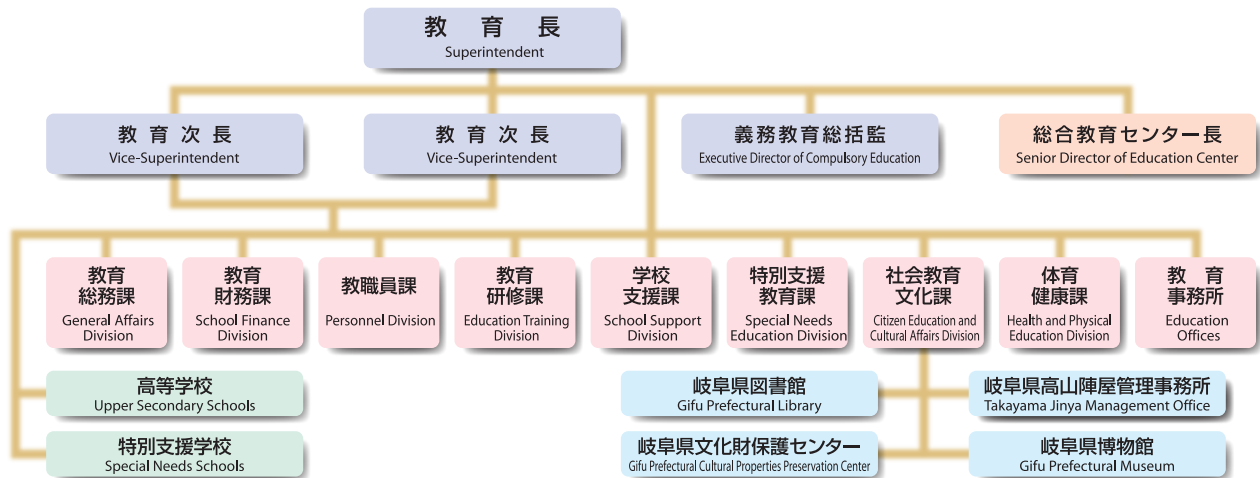 教育長
Superintendent
教育次長
Vice-Superintendent
教育次長
Vice-Superintendent
義務教育総括監
Executive Director of Compulsory Education
総合教育センター長
Senior Director of Education Center
教育
総務課
General Affairs
Division
教育
財務課
School Finance
Division
教職員課
Personnel Division
教育
研修課
Education Training
Division
学校
支援課
School Support
Division
特別支援
教育課
Special Needs
Education Division
社会教育
文化課
Citizen Education and
Cultural Affairs Division
体育
健康課
Health and Physical
Education Division
教育
事務所
Education
Offices
高等学校
Upper Secondary Schools
岐阜県図書館
Gifu Prefectural Library
岐阜県高山陣屋管理事務所
Takayama Jinya Management Office
特別支援学校
Special Needs Schools
岐阜県文化財保護センター
Gifu Prefectural Cultural Properties Preservation Center
岐阜県博物館
Gifu Prefectural Museum